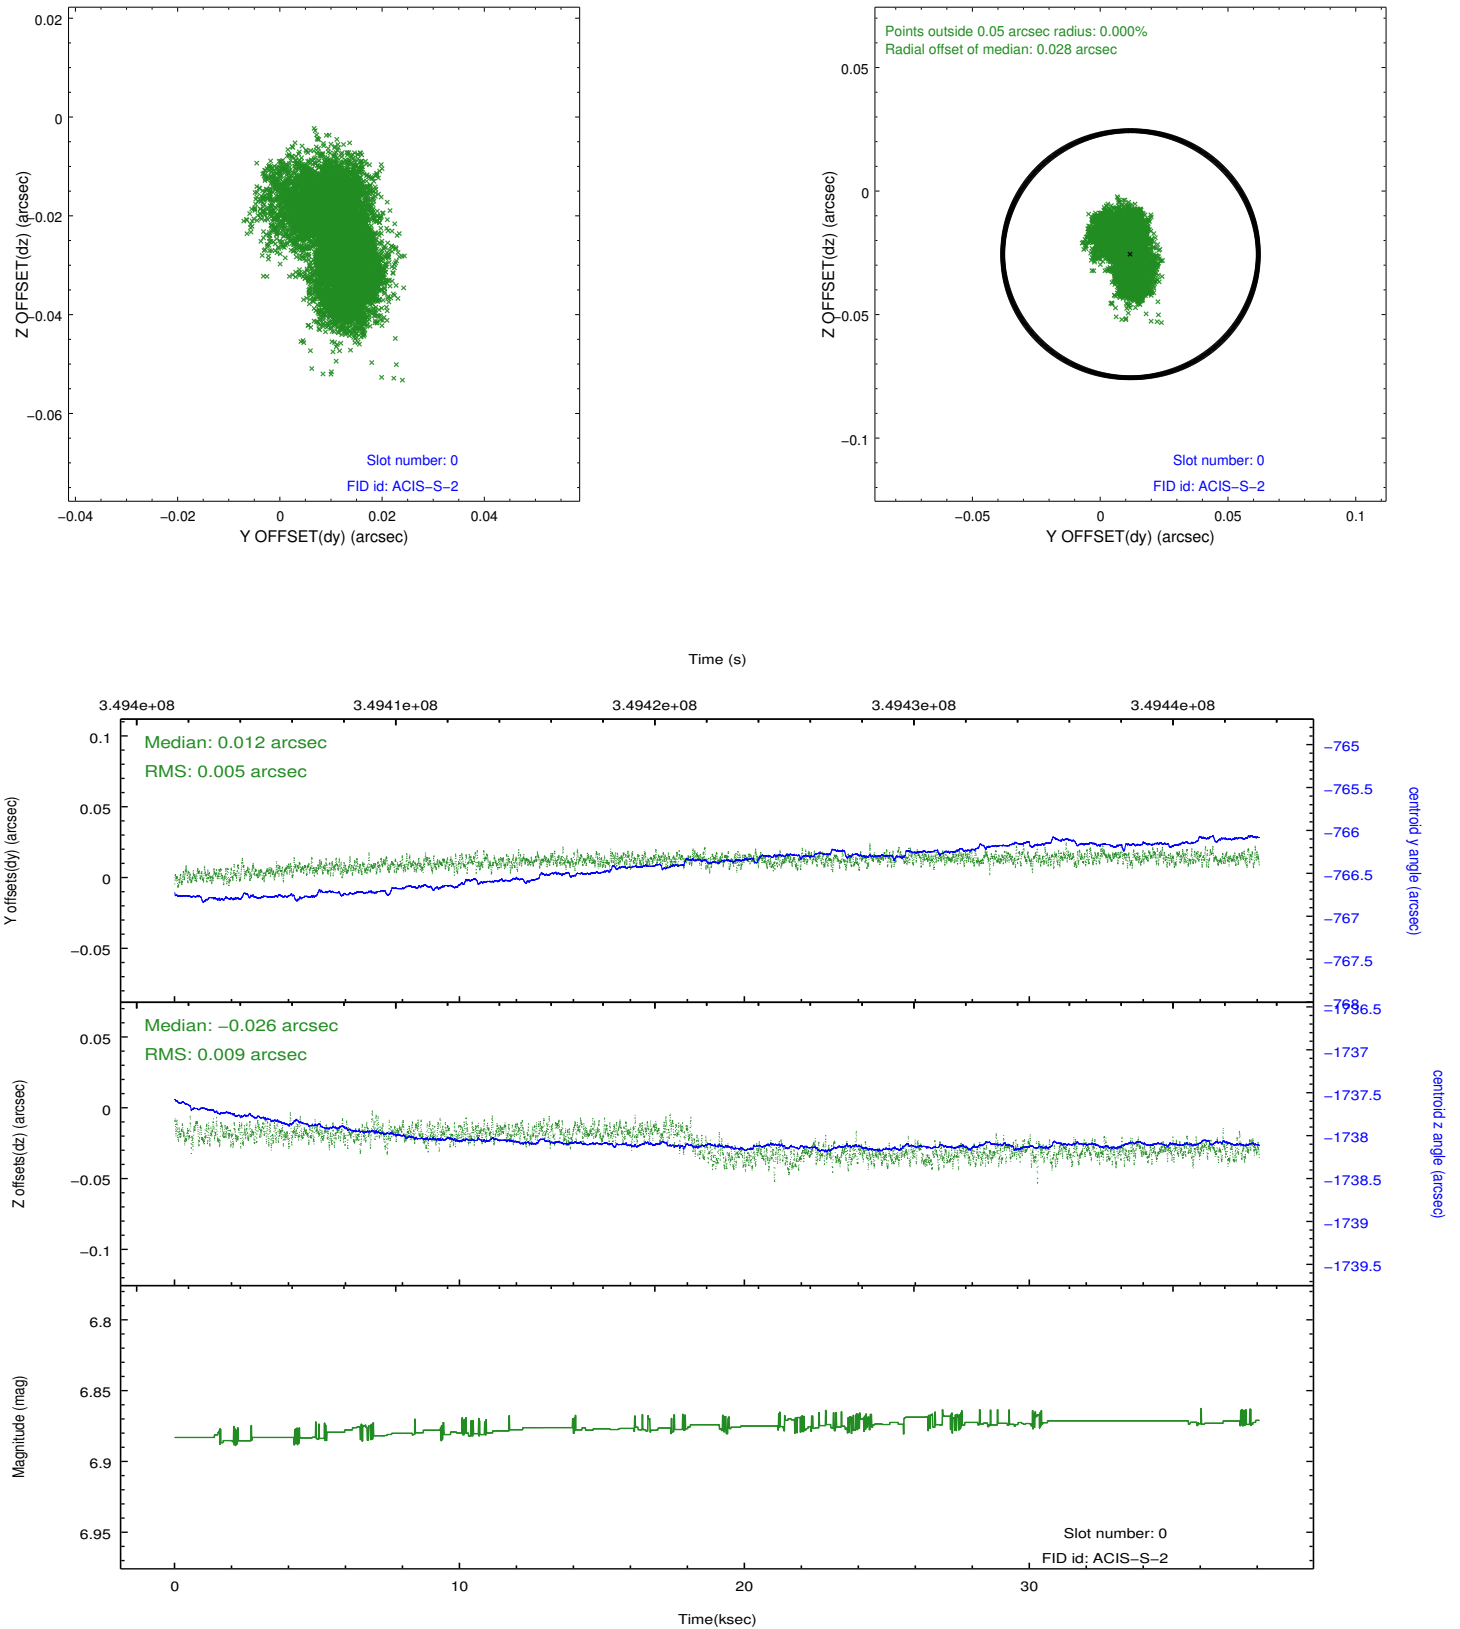 0.02
0
−0.02
−0.04
−0.06
Z OFFSET(dz) (arcsec)
Slot number: 0
FID id: ACIS−S−2
−0.04 −0.02 0 0.02 0.04
Y OFFSET(dy) (arcsec)
Points outside 0.05 arcsec radius: 0.000%
Radial offset of median: 0.028 arcsec
0.05
0
−0.05
−0.1
Z OFFSET(dz) (arcsec)
Slot number: 0
FID id: ACIS−S−2
−0.05 0 0.05 0.1
Y OFFSET(dy) (arcsec)
Time (s)
3.494e+08 3.4941e+08 3.4942e+08 3.4943e+08 3.4944e+08
Median: 0.012 arcsec
RMS: 0.005 arcsec
0.1
0.05
0
−0.05
Y offsets(dy) (arcsec)
−765
−765.5
−766
−766.5
−767
−767.5
−768
centroid y angle (arcsec)
Median: −0.026 arcsec
RMS: 0.009 arcsec
0.05
0
−0.05
−0.1
Z offsets(dz) (arcsec)
−1736.5
−1737
−1737.5
−1738
−1738.5
−1739
−1739.5
centroid z angle (arcsec)
6.8
6.85
6.9
6.95
Magnitude (mag)
Slot number: 0
FID id: ACIS−S−2
0 10 20 30
Time(ksec)